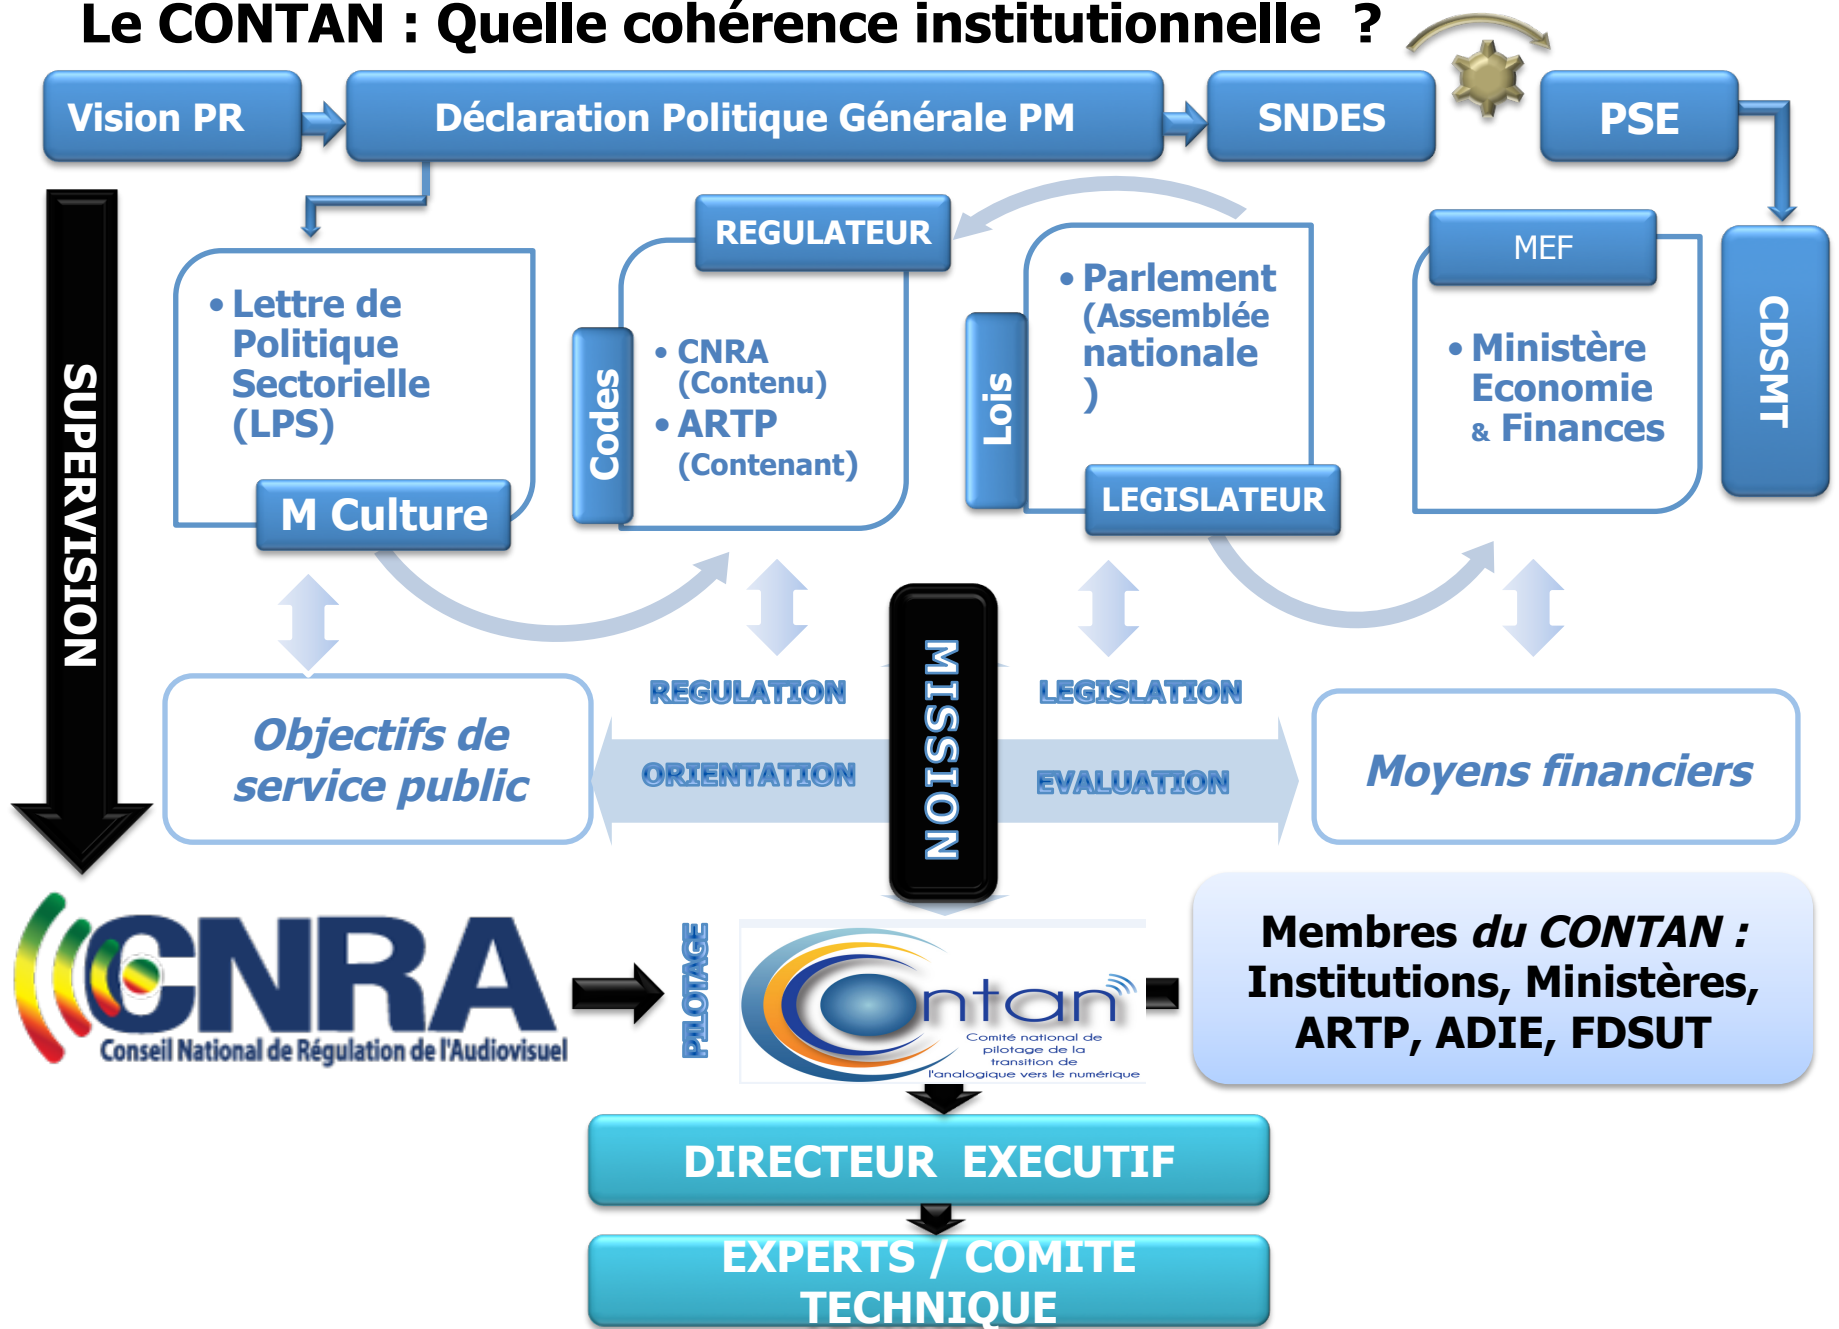 Le CONTAN : Quelle cohérence institutionnelle ?
Vision PR
Déclaration Politique Générale PM
SNDES
PSE
SUPERVISION
• Lettre de
Politique
Sectorielle
(LPS)
M Culture
REGULATEUR
Codes
• CNRA
(Contenu)
• ARTP
(Contenant)
Lois
• Parlement
(Assemblée
nationale
)
LEGISLATEUR
MEF
• Ministère
Economie
& Finances
CDSMT
Objectifs de
service public
REGULATION
ORIENTATION
MISSION
LEGISLATION
EVALUATION
Moyens financiers
CNRA
Conseil National de Régulation de l'Audiovisuel
PILOTAGE
Contan
Comité national de
pilotage de la
transition de
l'analogique vers le numérique
Membres du CONTAN :
Institutions, Ministères,
ARTP, ADIE, FDSUT
DIRECTEUR EXECUTIF
EXPERTS / COMITE
TECHNIQUE